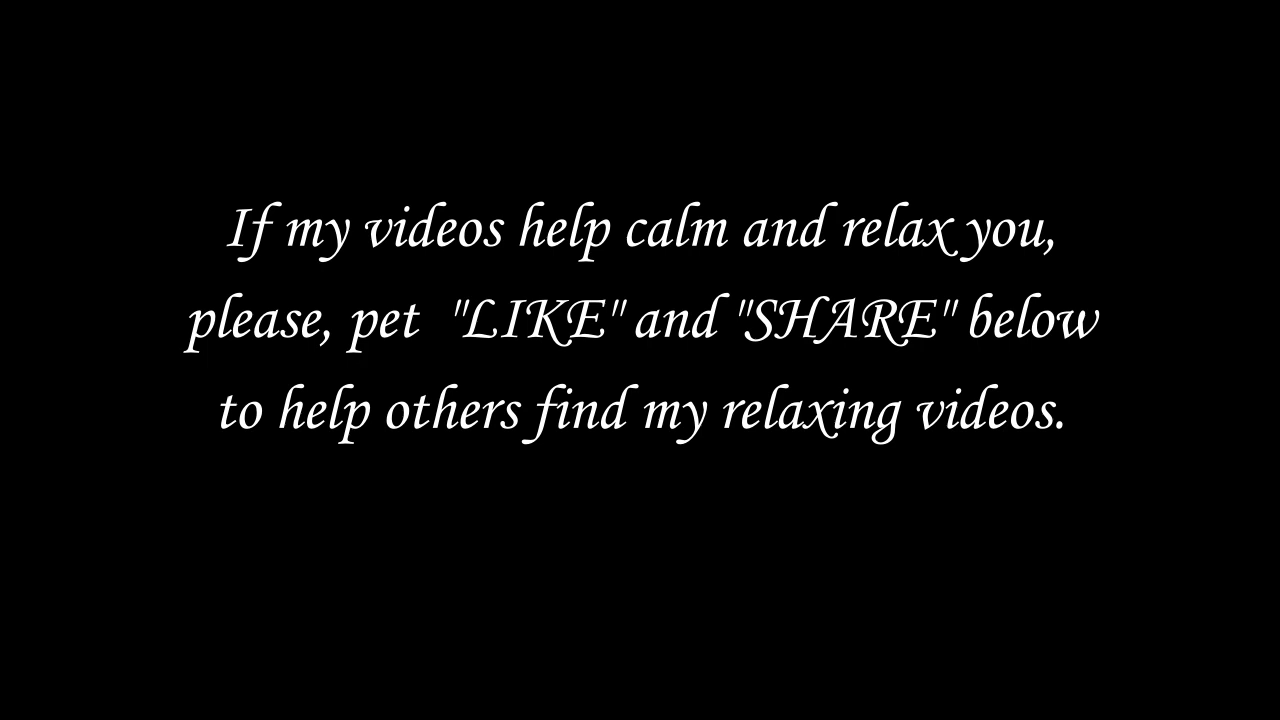 If my videos help calm and relax you,
please, pet  "LIKE" and "SHARE" below
to help others find my relaxing videos.